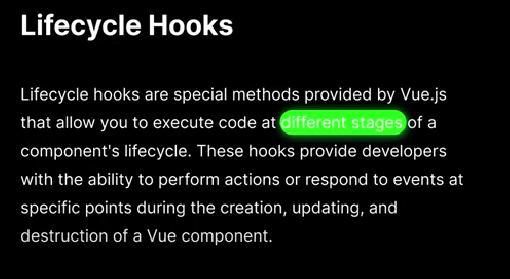 Lifecycle Hooks
Lifecycle hooks are special methods provided by Vue.js
that allow you to execute code at different stages of a
component's lifecycle. These hooks provide developers
with the ability to perform actions or respond to events at
specific points during the creation, updating, and
destruction of a Vue component.